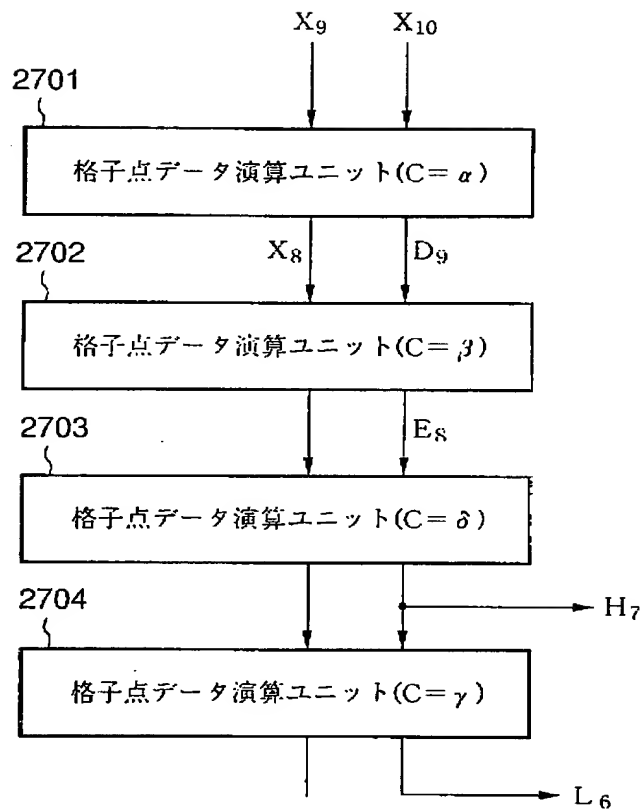 X9 X10
2701
格子点データ演算ユニット(C=α)
X8 D9
2702
格子点データ演算ユニット(C=β)
E8
2703
格子点データ演算ユニット(C=δ)
H7
2704
格子点データ演算ユニット(C=γ)
L6